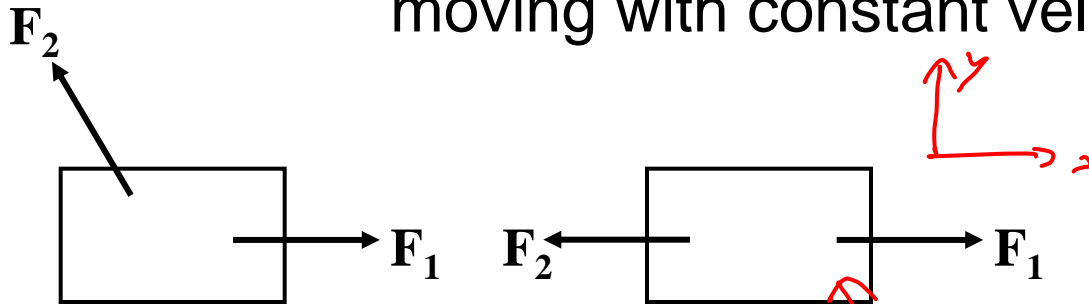 moving with constant vel
F₂
y
F₁ F₂ F₁